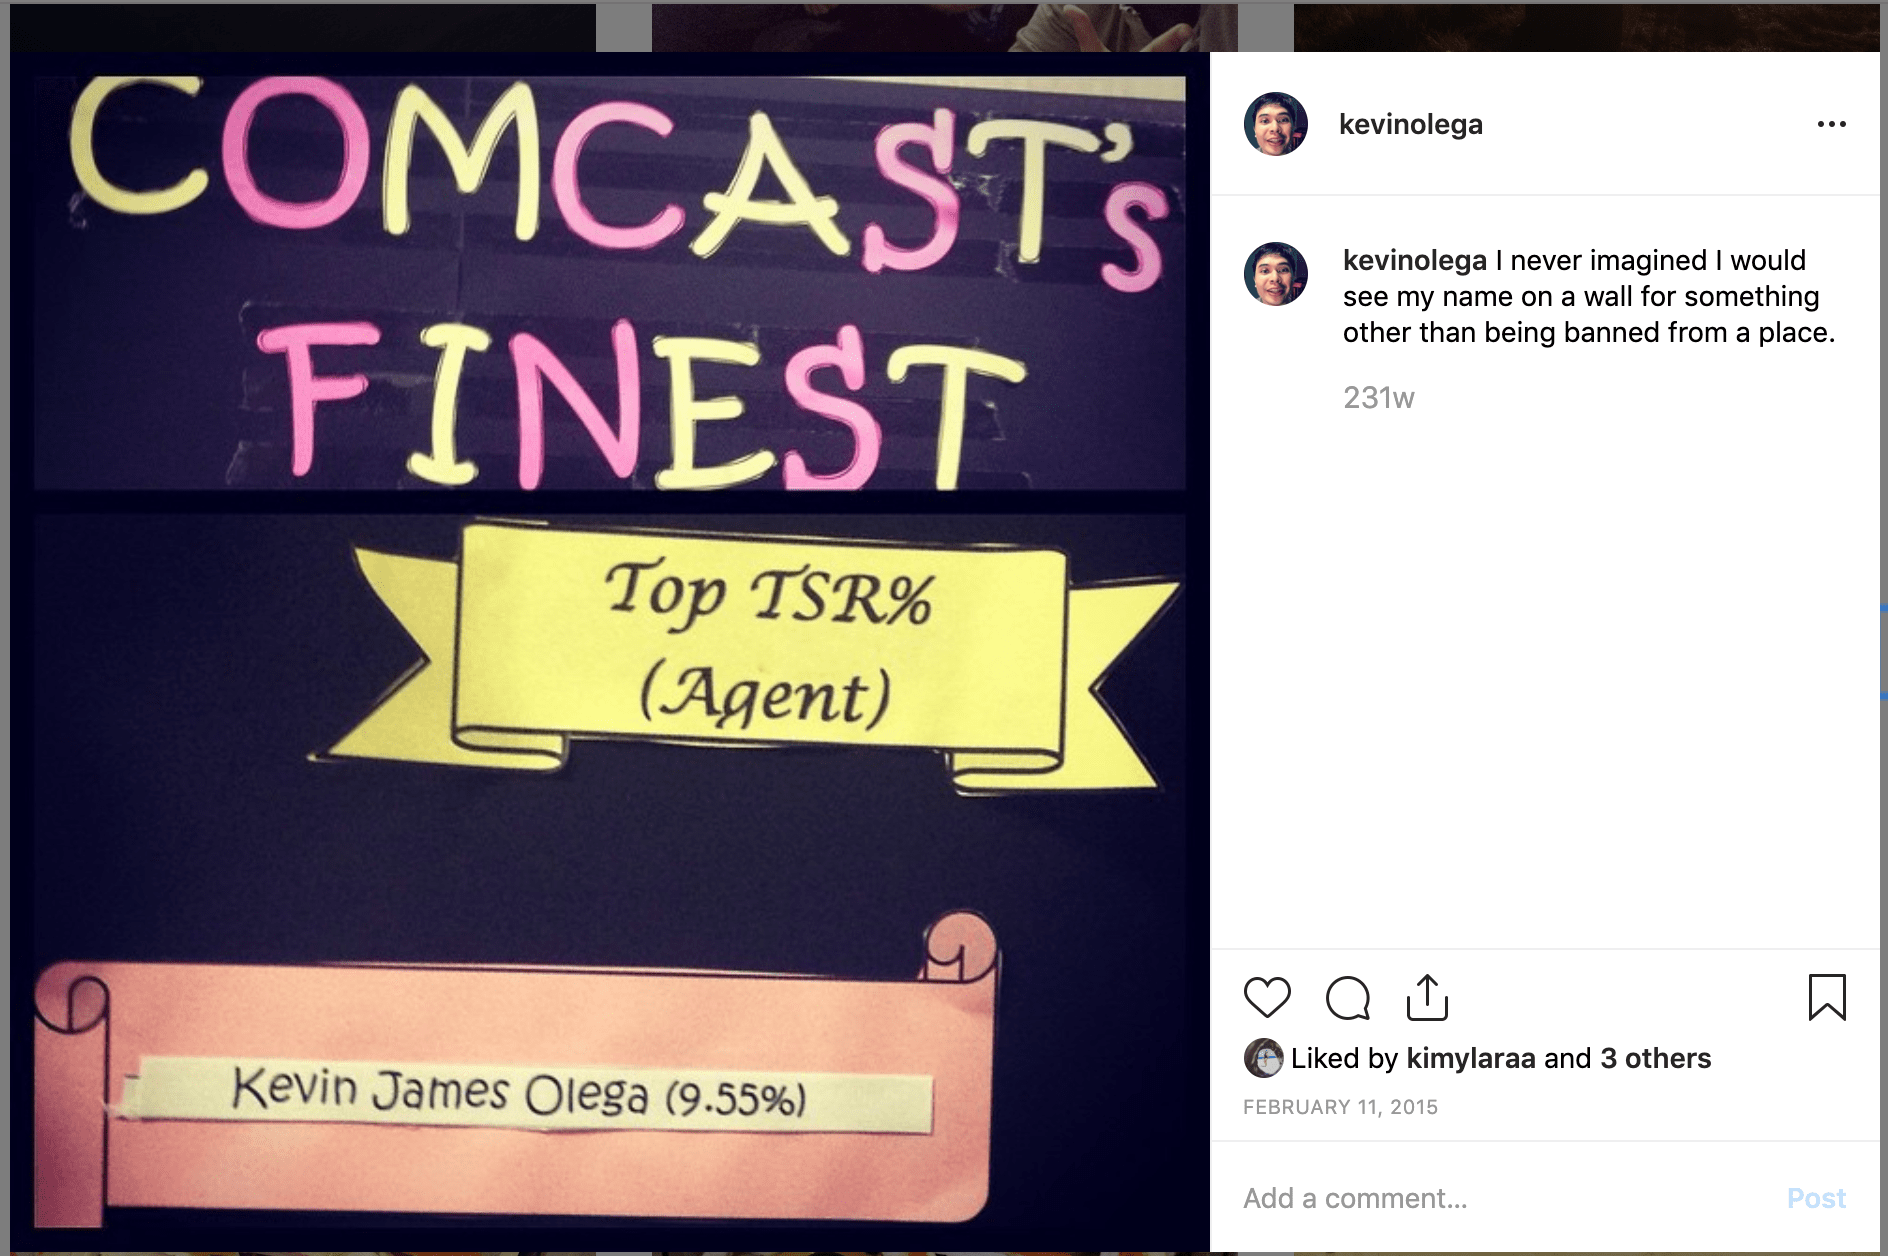 COMCAST's
FINEST
Top TSR%
(Agent)
Kevin James Olega (9.55%)
kevinolega
kevinolega I never imagined I would
see my name on a wall for something
other than being banned from a place.
231w
Liked by kimylaraa and 3 others
FEBRUARY 11, 2015
Add a comment...
Post